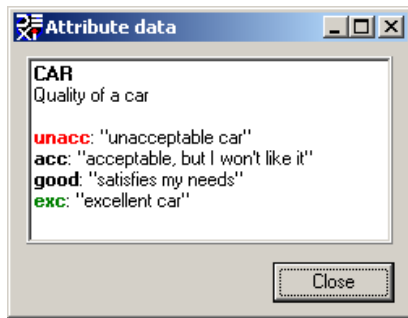 Attribute data
CAR
Quality of a car
unacc: "unacceptable car"
acc: "acceptable, but I won't like it"
good: "satisfies my needs"
exc: "excellent car"
Close